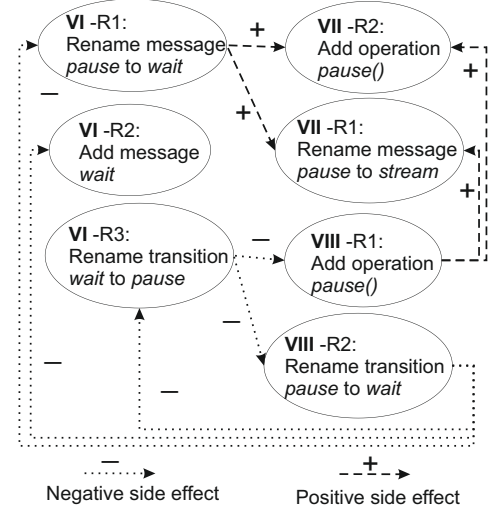 VI -R1:
Rename message
pause to wait
+
VII -R2:
Add operation
pause()
+
—
+
VI -R2:
Add message
wait
VII -R1:
Rename message
pause to stream
+
VI -R3:
Rename transition
wait to pause
—
VIII -R1:
Add operation
pause()
—
VIII -R2:
Rename transition
pause to wait
—
—
—
Negative side effect
+
Positive side effect